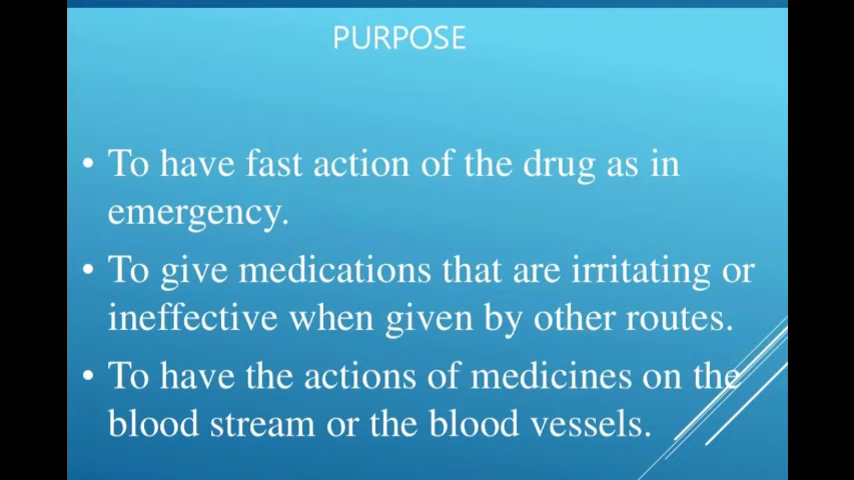 PURPOSE
• To have fast action of the drug as in
emergency.
• To give medications that are irritating or
ineffective when given by other routes.
• To have the actions of medicines on the
blood stream or the blood vessels.